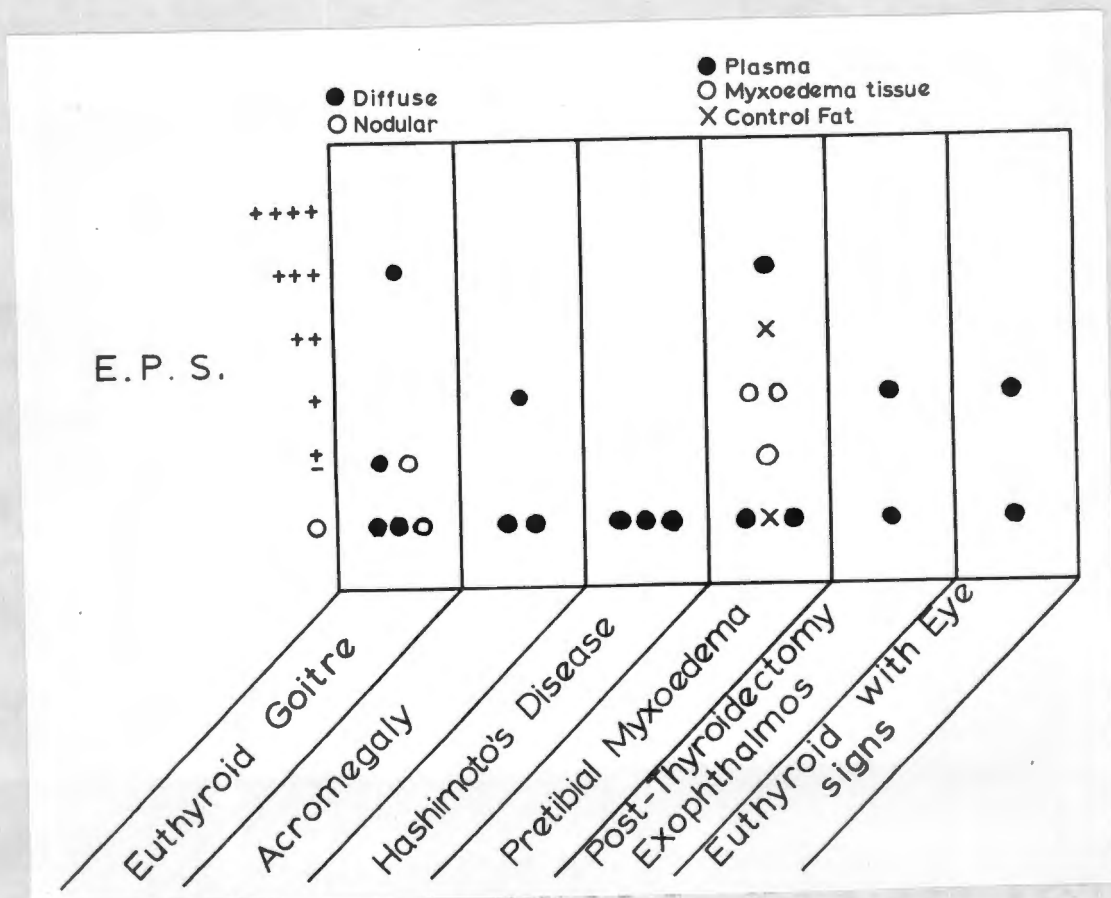 ● Diffuse
○ Nodular
● Plasma
○ Myxoedema tissue
X Control Fat
++++
+++
++
E.P.S.
+
±
O
Euthyroid Goitre
Acromegaly
Hashimoto's Disease
Pretibial Myxoedema
Post-Thyroidectomy
Exophthalmos
Euthyroid with Eye
signs